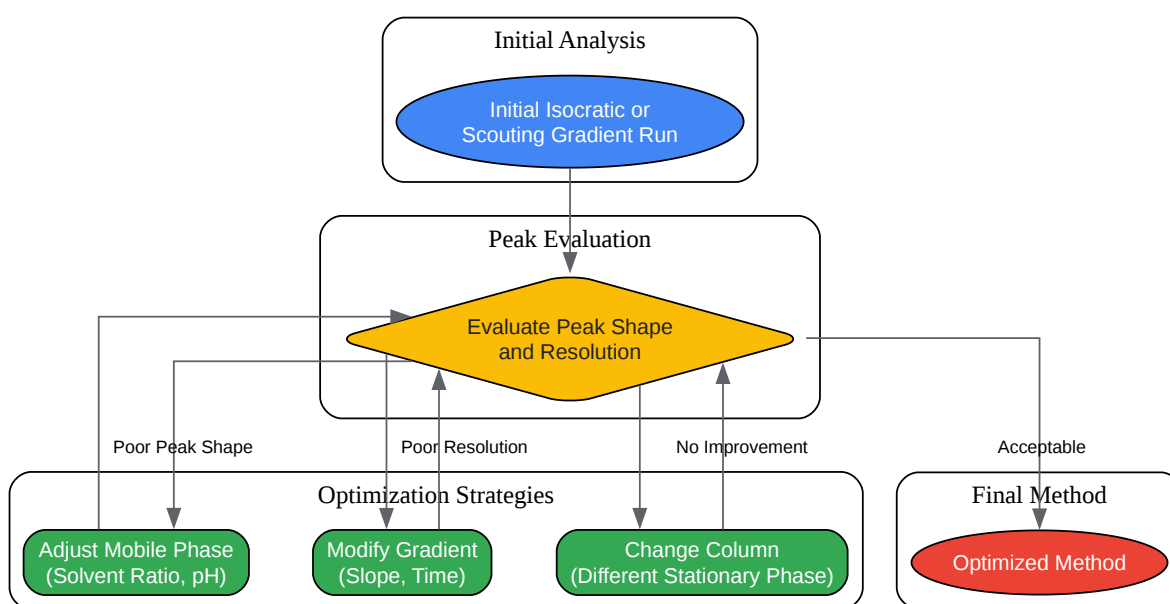 Initial Analysis
Initial Isocratic or
Scouting Gradient Run
Peak Evaluation
Evaluate Peak Shape
and Resolution
Poor Peak Shape
Poor Resolution
No Improvement
Acceptable
Optimization Strategies
Final Method
Adjust Mobile Phase
(Solvent Ratio, pH)
Modify Gradient
(Slope, Time)
Change Column
(Different Stationary Phase)
Optimized Method